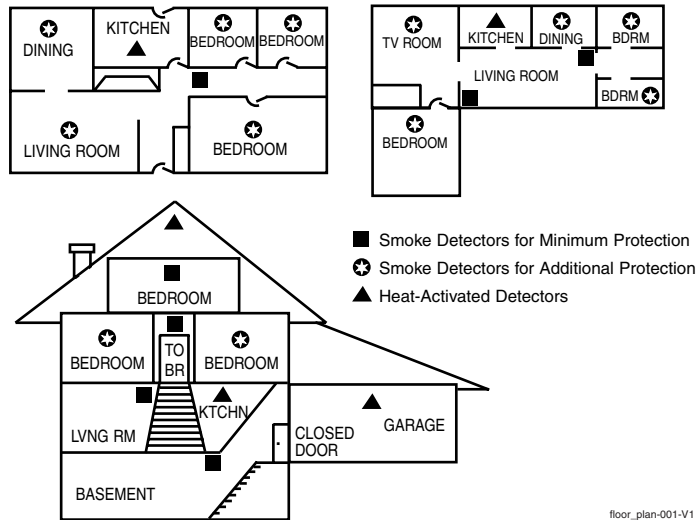 DINING
KITCHEN
BEDROOM
BEDROOM
LIVING ROOM
BEDROOM
TV ROOM
KITCHEN
DINING
BDRM
LIVING ROOM
BDRM
BEDROOM
Smoke Detectors for Minimum Protection
Smoke Detectors for Additional Protection
Heat-Activated Detectors
BEDROOM
BEDROOM
TO
BR
BEDROOM
LVNG RM
KTCHN
CLOSED
DOOR
GARAGE
BASEMENT
floor_plan-001-V1